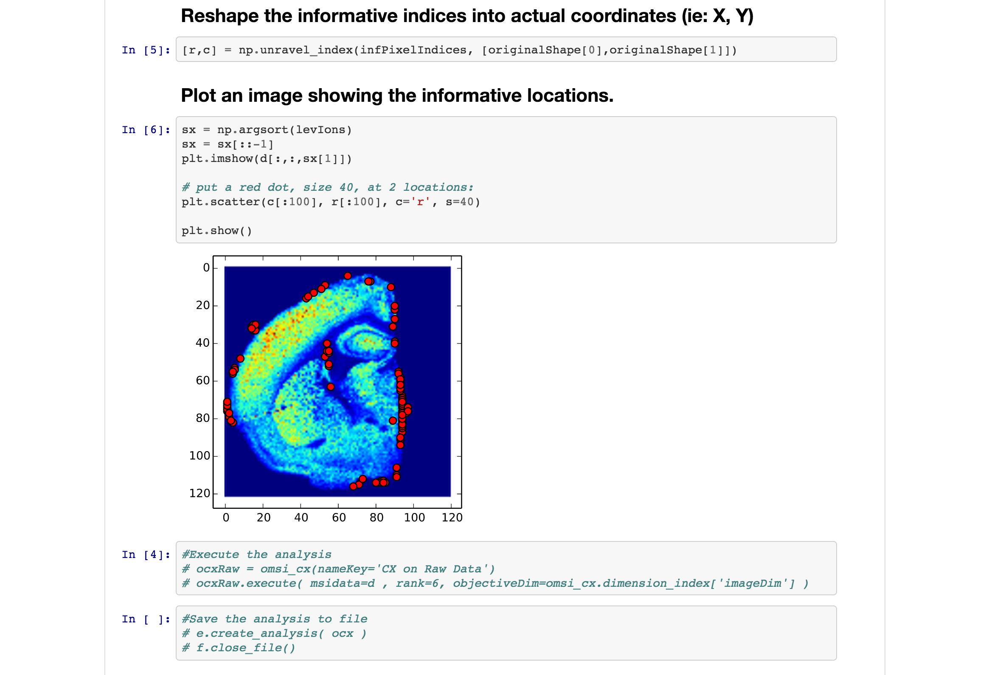 Reshape the informative indices into actual coordinates (ie: X, Y)
In [5]: [r,c] = np.unravel_index(infPixelIndices, [originalShape[0],originalShape[1]])
Plot an image showing the informative locations.
In [6]: sx = np.argsort(levIons)
sx = sx[::-1]
plt.imshow(d[:,:,sx[1]])
# put a red dot, size 40, at 2 locations:
plt.scatter(c[:100], r[:100], c='r', s=40)
plt.show()
0
20
40
60
80
100
120
0 20 40 60 80 100 120
In [4]: #Execute the analysis
# ocxRaw = omsi_cx(nameKey='CX on Raw Data')
# ocxRaw.execute( msidata=d , rank=6, objectiveDim=omsi_cx.dimension_index['imageDim'] )
In [ ]: #Save the analysis to file
# e.create_analysis( ocx )
# f.close_file()